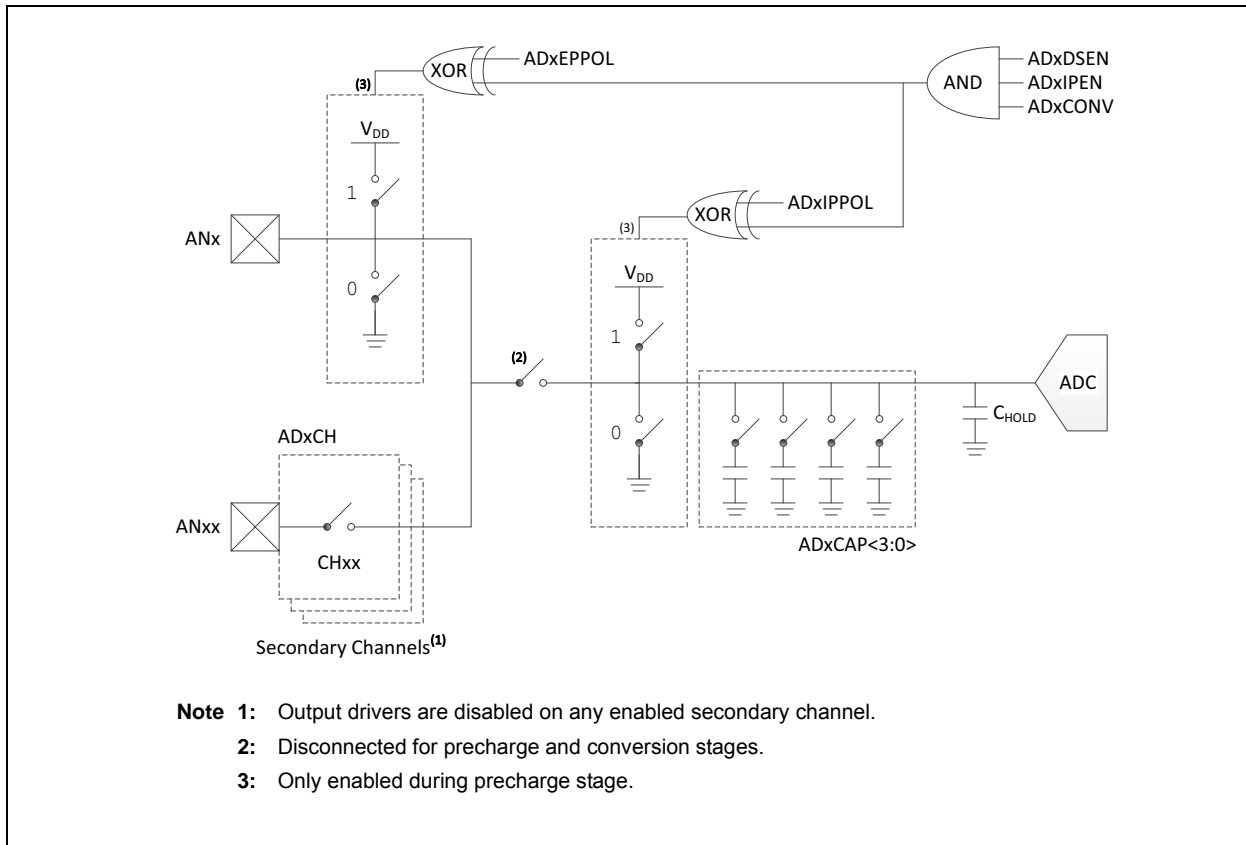 XOR
ADxEPPOL
(3)
AND
ADxDSEN
ADxIPEN
ADxCONV
VDD
1
0
ANx
XOR
ADxIPPOL
(3)
VDD
1
0
(2)
ADC
CHOLD
ADxCAP<3:0>
ADxCH
ANxx
CHxx
Secondary Channels(1)
Note 1: Output drivers are disabled on any enabled secondary channel.
2: Disconnected for precharge and conversion stages.
3: Only enabled during precharge stage.